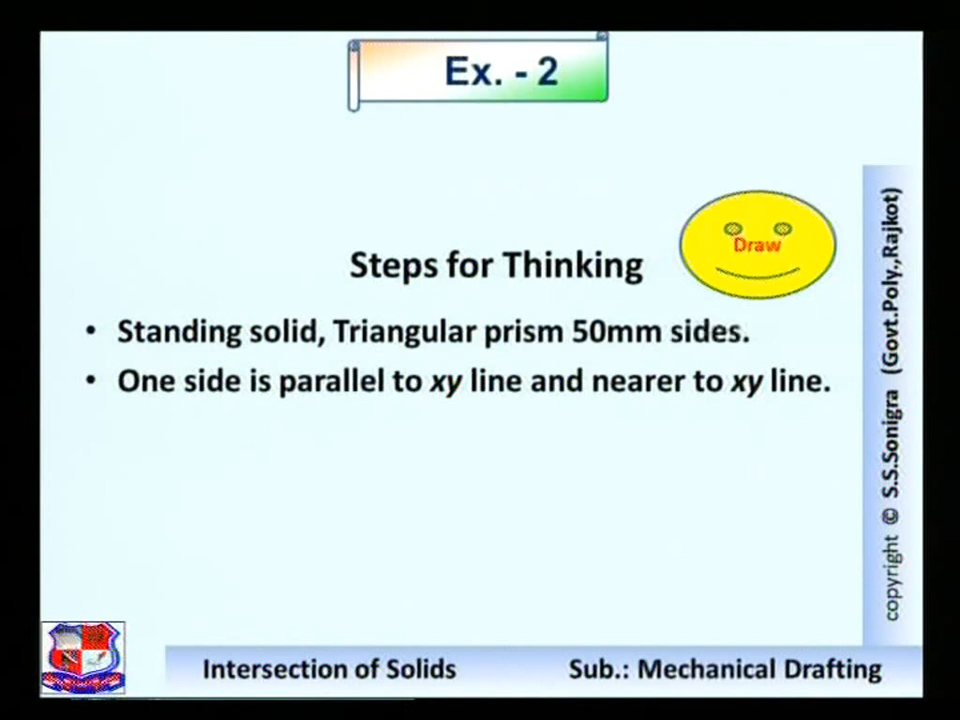 Ex. - 2
Steps for Thinking
Draw
• Standing solid, Triangular prism 50mm sides.
• One side is parallel to xy line and nearer to xy line.
copyright © S.S.Sonigra (Govt.Poly.,Rajkot)
Intersection of Solids Sub.: Mechanical Drafting